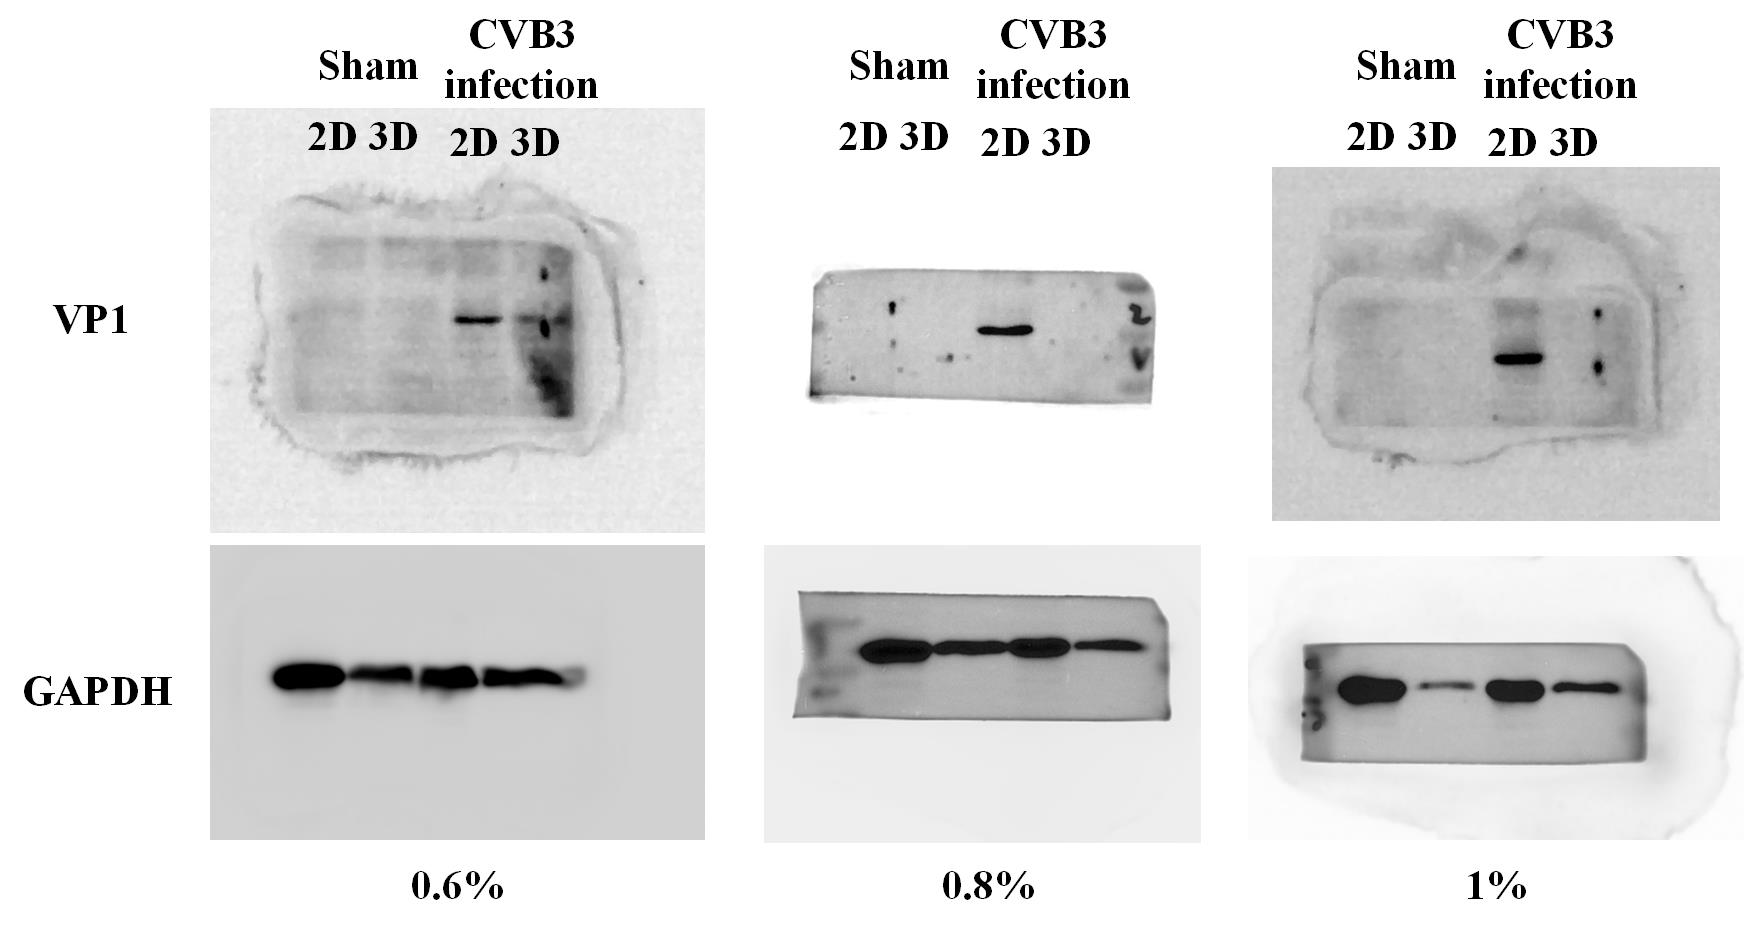 Sham CVB3 infection
2D 3D 2D 3D
Sham CVB3 infection
2D 3D 2D 3D
Sham CVB3 infection
2D 3D 2D 3D
VP1
GAPDH
0.6% 0.8% 1%